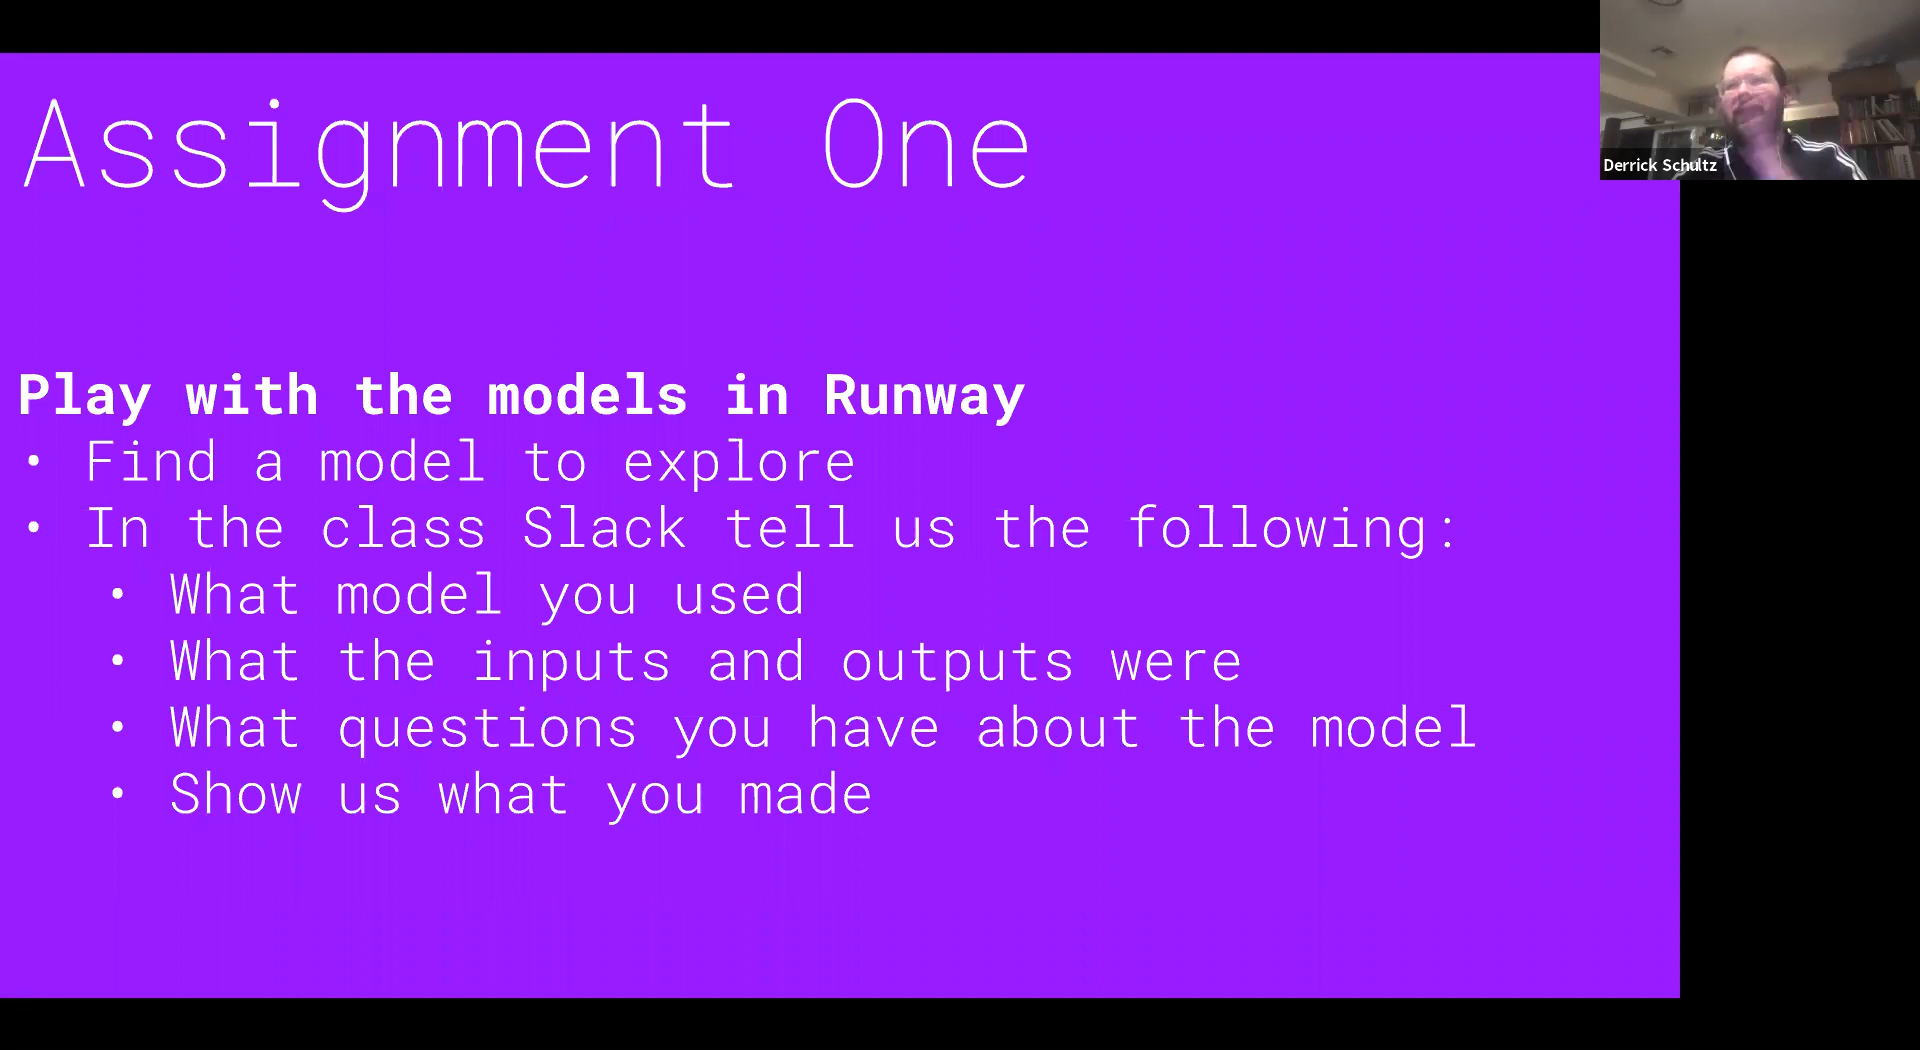 Assignment One
Play with the models in Runway
• Find a model to explore
• In the class Slack tell us the following:
• What model you used
• What the inputs and outputs were
• What questions you have about the model
• Show us what you made
Derrick Schultz